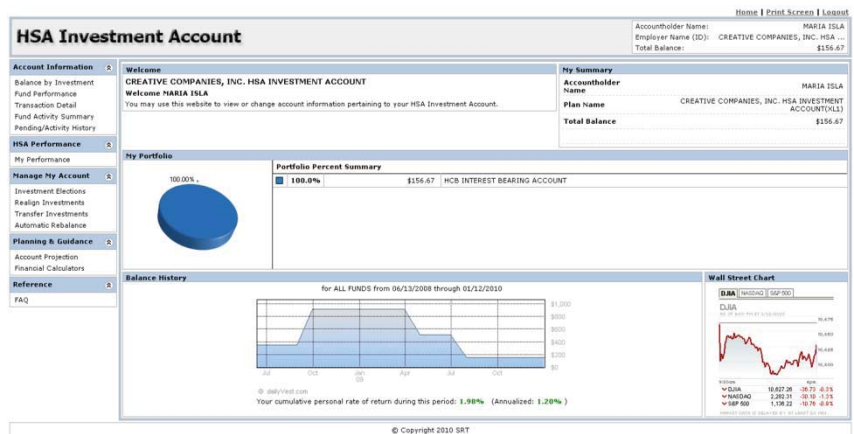 Home | Print Screen | Logout
HSA Investment Account
Accountholder Name: MARIA ISLA
Employer Name (ID): CREATIVE COMPANIES, INC. HSA ...
Total Balance: $156.67
Account Information
Balance by Investment
Fund Performance
Transaction Detail
Fund Activity Summary
Pending/Activity History
HSA Performance
My Performance
Manage My Account
Investment Elections
Realign Investments
Transfer Investments
Automatic Rebalance
Planning & Guidance
Account Projection
Financial Calculators
Reference
FAQ
Welcome
CREATIVE COMPANIES, INC. HSA INVESTMENT ACCOUNT
Welcome MARIA ISLA
You may use this website to view or change account information pertaining to your HSA Investment Account.
My Summary
Accountholder Name MARIA ISLA
Plan Name CREATIVE COMPANIES, INC. HSA INVESTMENT ACCOUNT(XL1)
Total Balance $156.67
My Portfolio
100.00%
Portfolio Percent Summary
100.0% $156.67 HCB INTEREST BEARING ACCOUNT
Balance History
for ALL FUNDS from 06/13/2008 through 01/12/2010
$1,000
$800
$600
$400
$200
$0
Jul Oct Jan 09 Apr Jul Oct
© dailyVest.com
Your cumulative personal rate of return during this period: 1.90% (Annualized: 1.20% )
Wall Street Chart
DJIA NASDAQ S&P 500
DJIA
DJIA 10,627.26 -36.73 -0.3%
NASDAQ 2,282.31 -30.10 -1.3%
S&P 500 1,136.22 -10.76 -0.9%
© Copyright 2010 SRT